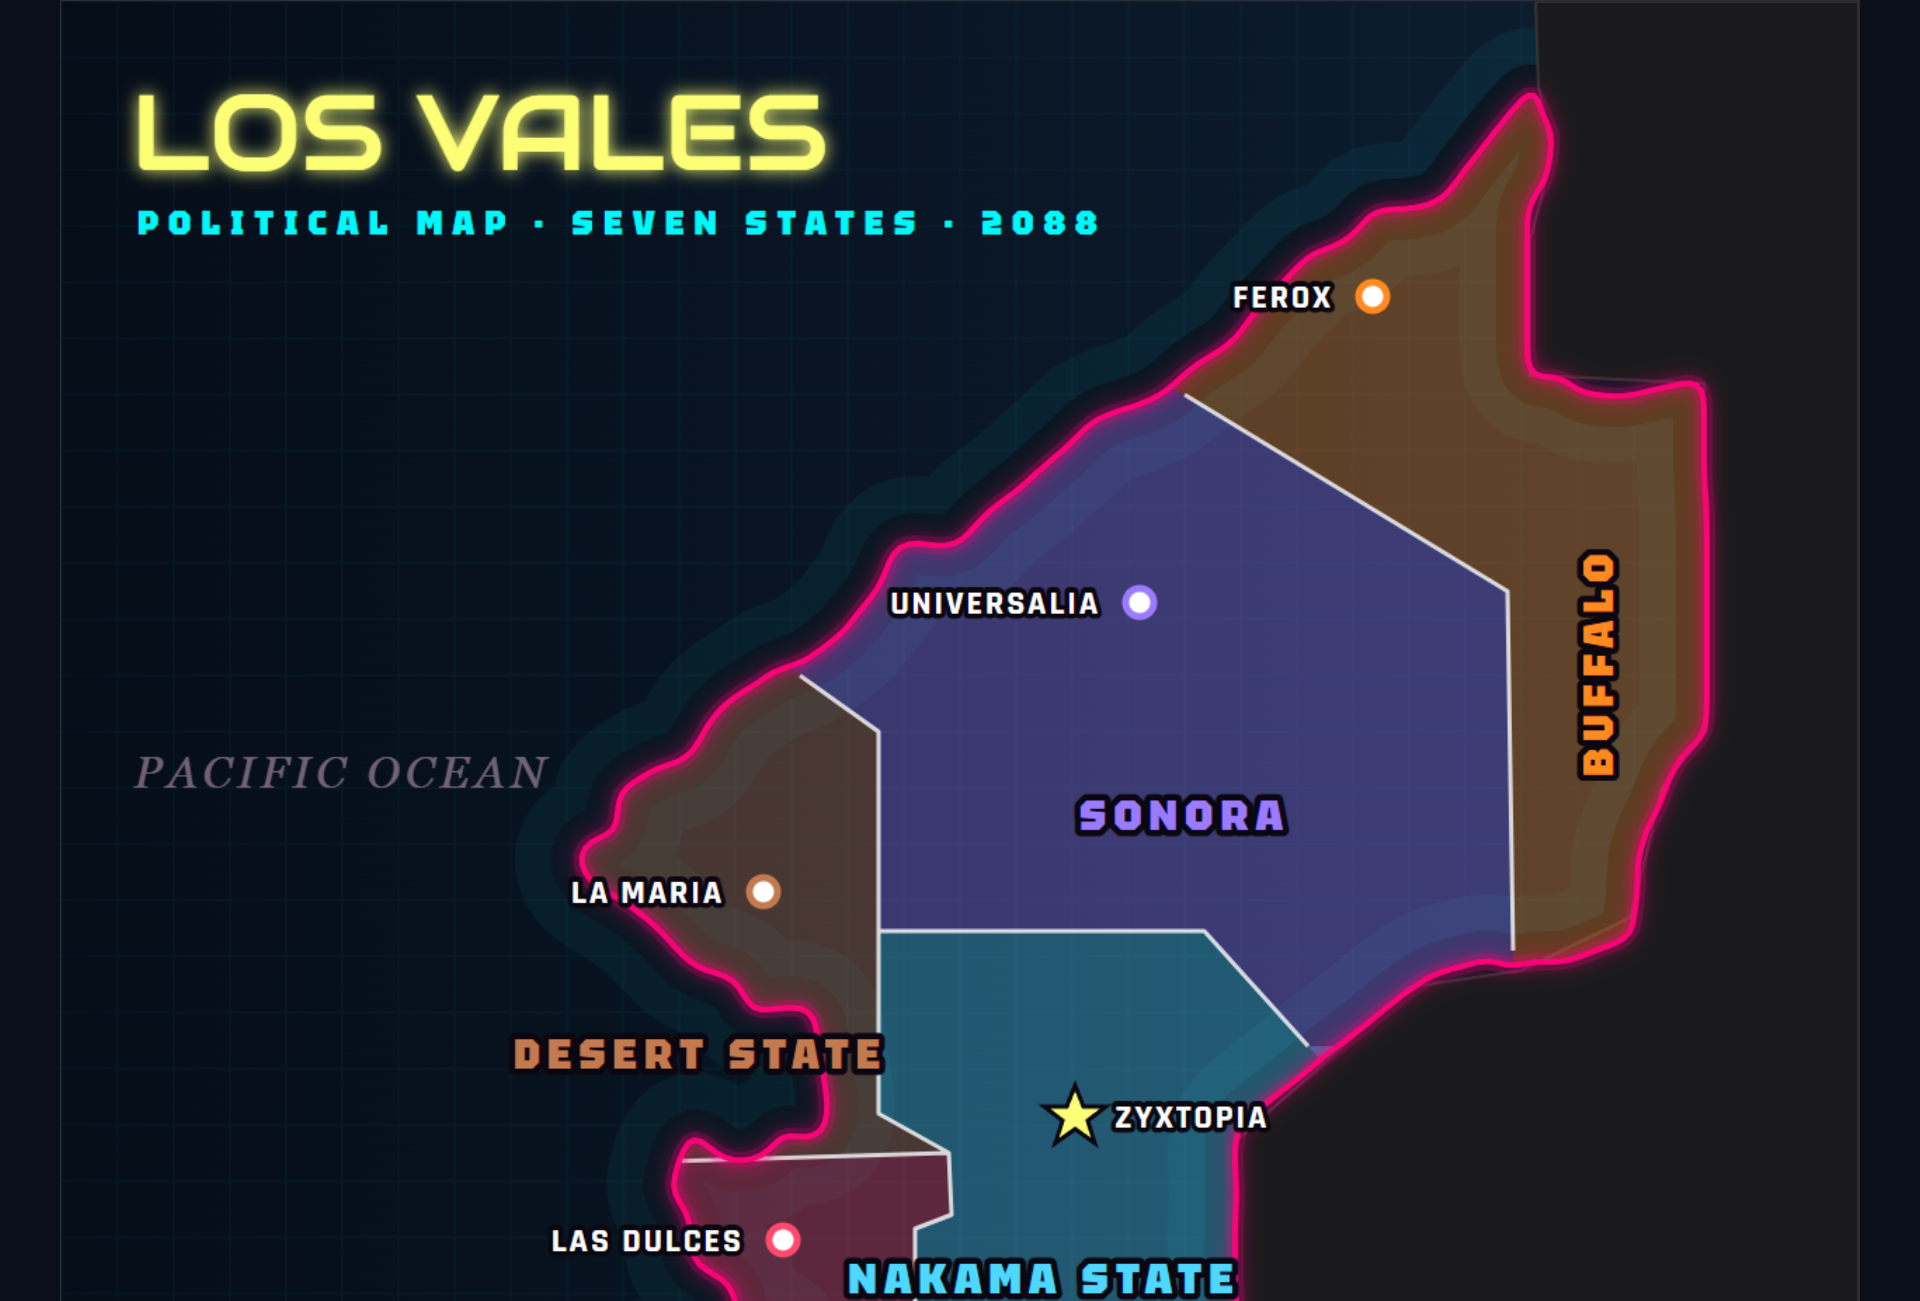 LOS VALES
POLITICAL MAP · SEVEN STATES · 2088
FEROX
UNIVERSALIA
BUFFALO
PACIFIC OCEAN
SONORA
LA MARIA
DESERT STATE
ZYXTOPIA
LAS DULCES
NAKAMA STATE